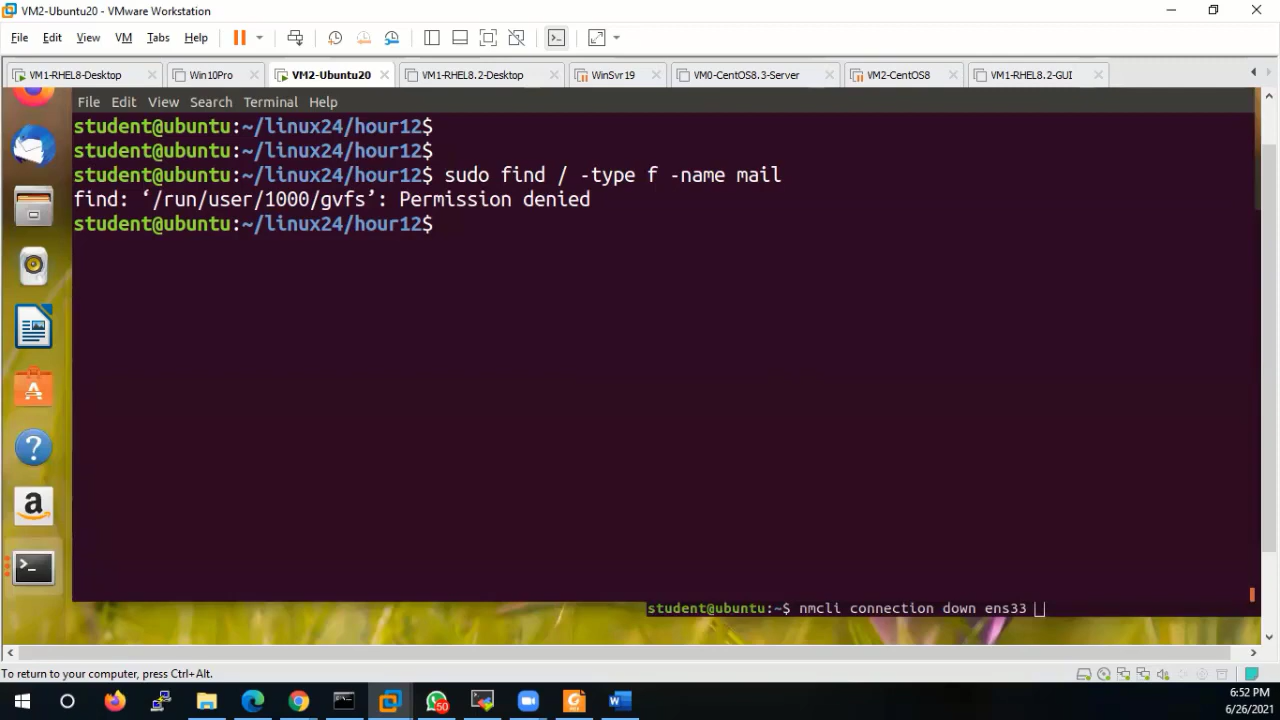 VM2-Ubuntu20 - VMware Workstation
File Edit View VM Tabs Help
VM1-RHEL8-Desktop Win10Pro VM2-Ubuntu20 VM1-RHEL8.2-Desktop WinSvr19 VM0-CentOS8.3-Server VM2-CentOS8 VM1-RHEL8.2-GUI
File Edit View Search Terminal Help
student@ubuntu:~/linux24/hour12$
student@ubuntu:~/linux24/hour12$
student@ubuntu:~/linux24/hour12$ sudo find / -type f -name mail
find: ‘/run/user/1000/gvfs’: Permission denied
student@ubuntu:~/linux24/hour12$
student@ubuntu:~$ nmcli connection down ens33
To return to your computer, press Ctrl+Alt.
50
6:52 PM
6/26/2021